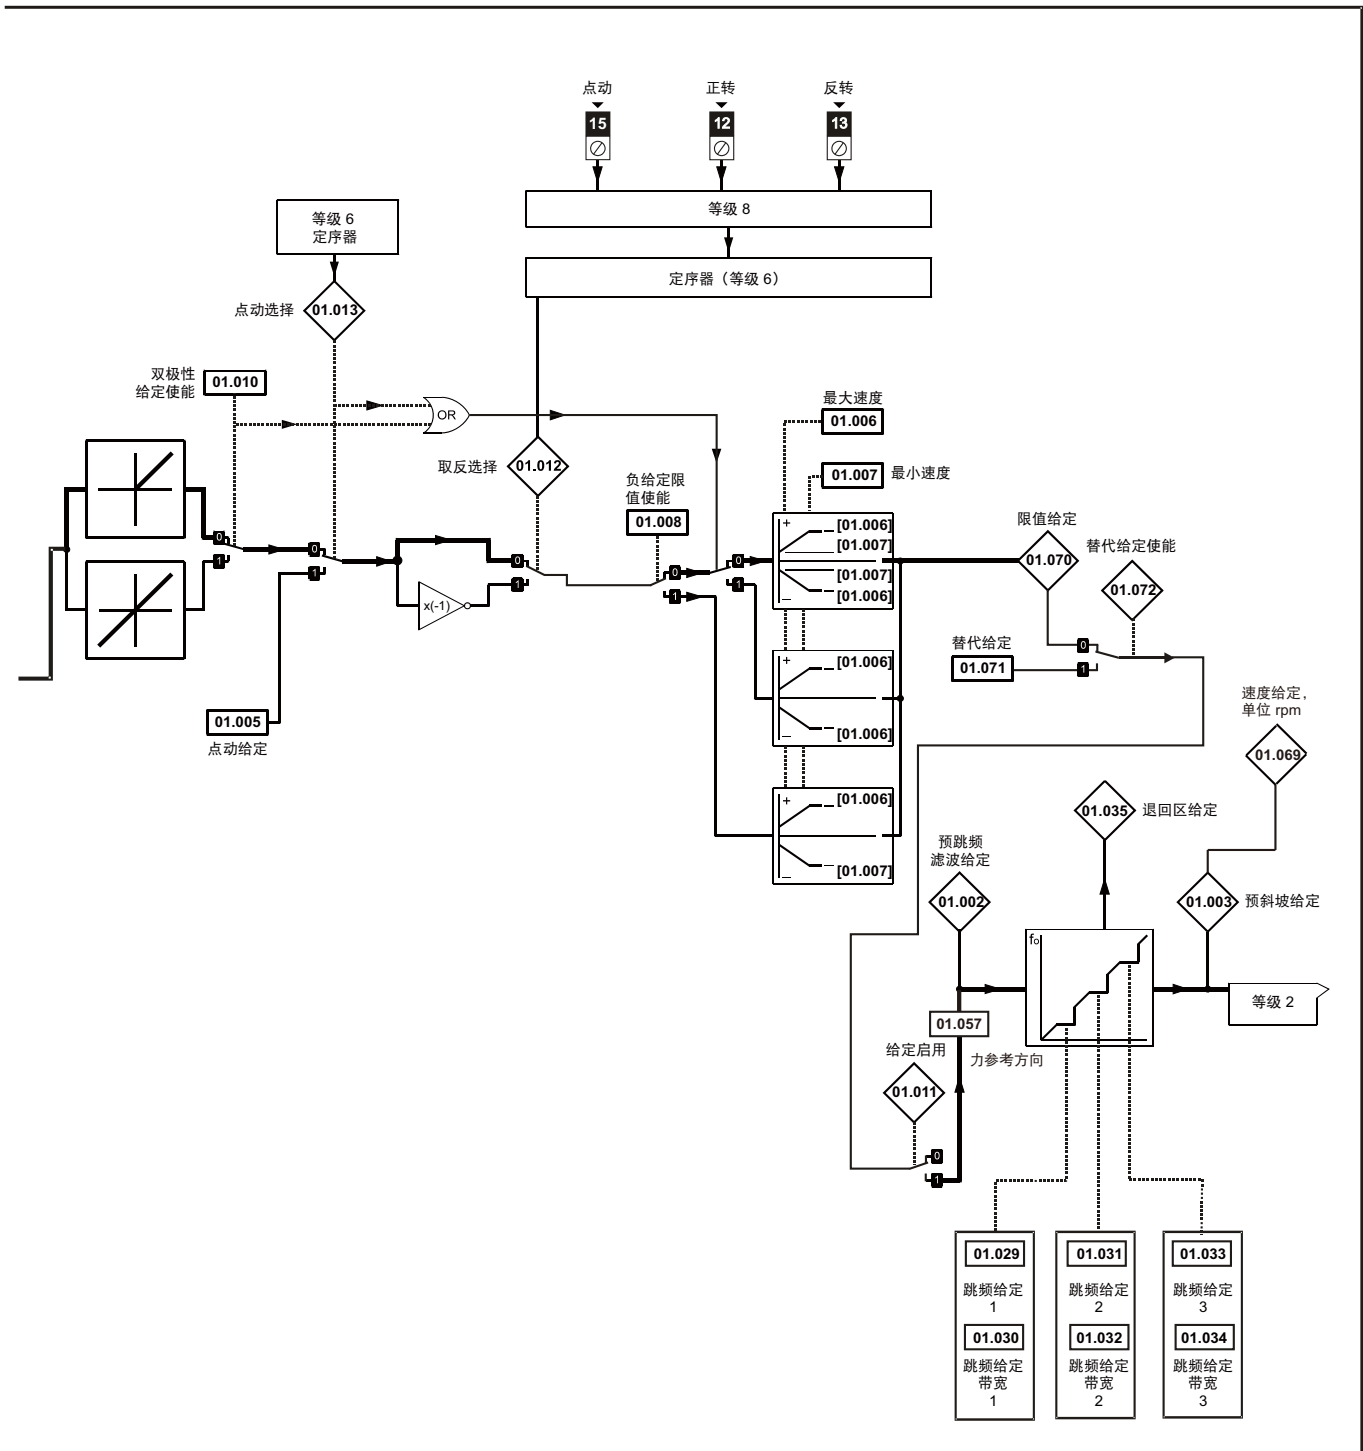 点动
正转
反转
15
12
13
等级 8
等级 6
定序器
定序器（等级 6）
点动选择
01.013
双极性
给定使能
01.010
OR
最大速度
01.006
取反选择
01.012
01.007
最小速度
负给定限
值使能
01.008
+
[01.006]
[01.007]
[01.007]
[01.006]
–
限值给定
01.070
替代给定使能
01.072
0
1
0
1
x(-1)
0
1
0
1
0
1
+
[01.006]
[01.006]
–
替代给定
01.071
0
1
01.005
点动给定
速度给定，
单位 rpm
01.069
+
[01.006]
[01.007]
–
01.035
退回区给定
预跳频
滤波给定
01.002
01.003
预斜坡给定
fo
等级 2
01.057
力参考方向
给定启用
01.011
0
1
01.029
跳频给定
1
01.030
跳频给定
带宽
1
01.031
跳频给定
2
01.032
跳频给定
带宽
2
01.033
跳频给定
3
01.034
跳频给定
带宽
3